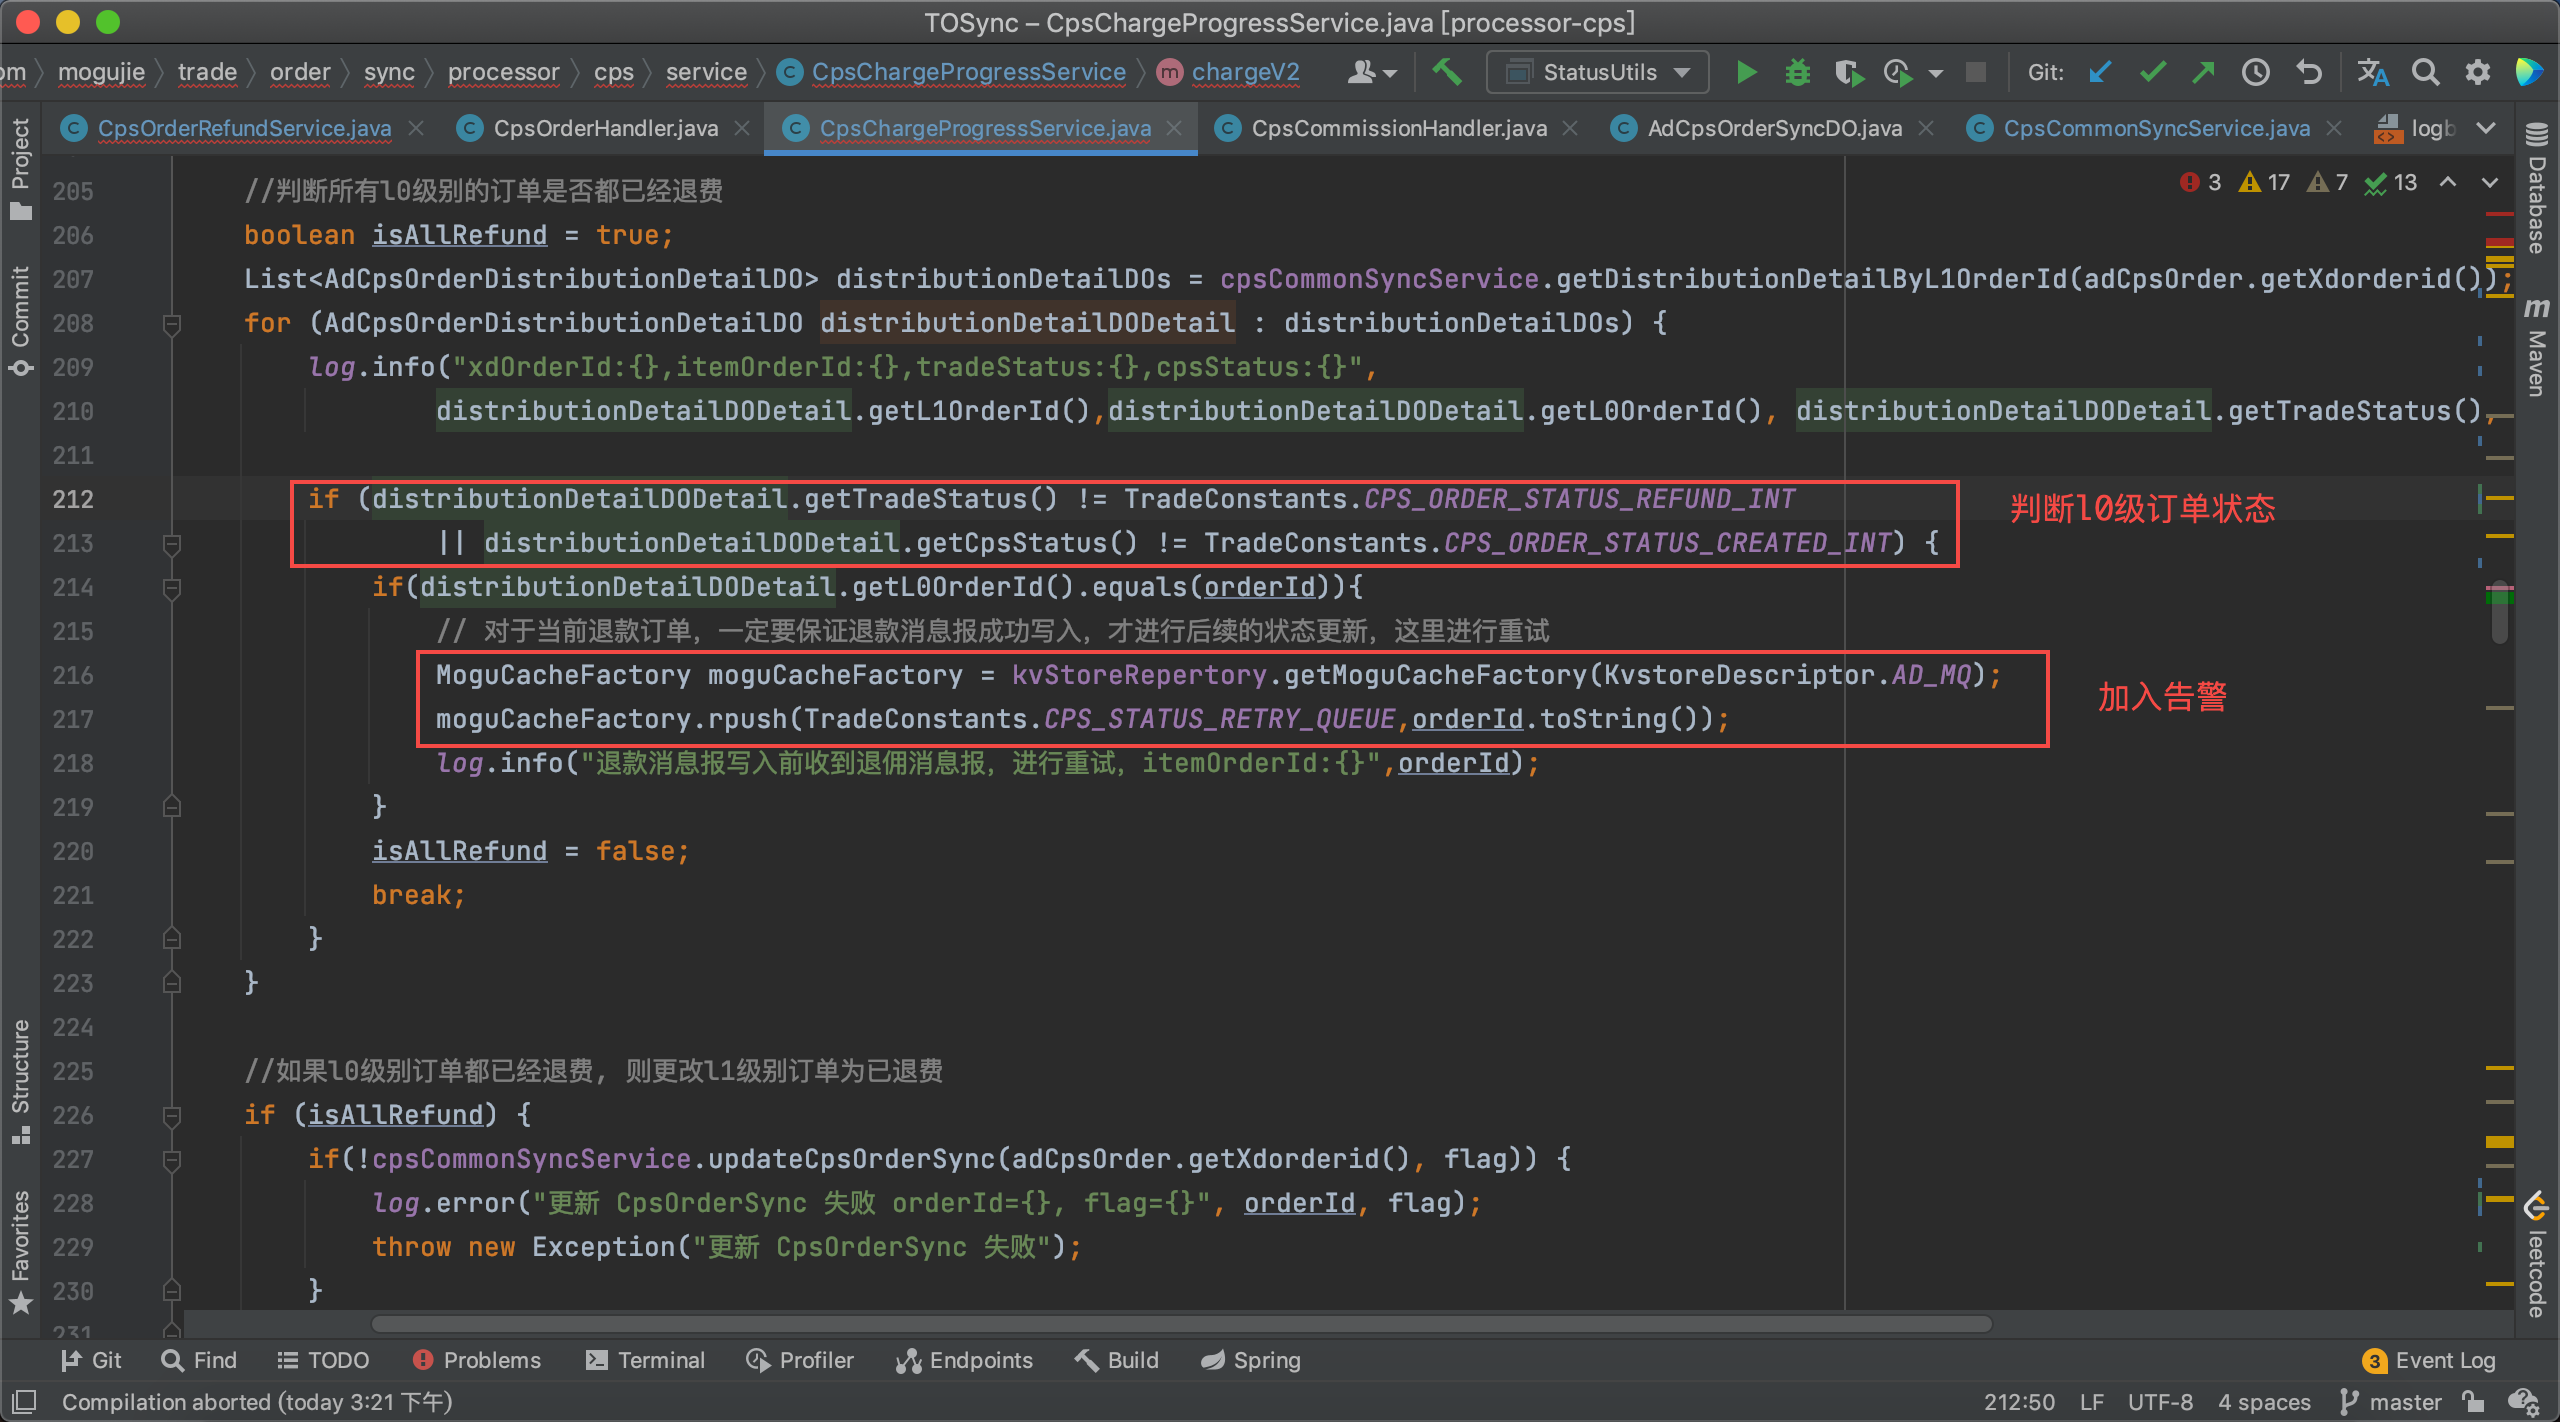 TOSync – CpsChargeProgressService.java [processor-cps]
om mogujie trade order sync processor cps service CpsChargeProgressService chargeV2 StatusUtils Git:
CpsOrderRefundService.java CpsOrderHandler.java CpsChargeProgressService.java CpsCommissionHandler.java AdCpsOrderSyncDO.java CpsCommonSyncService.java logb
Project
Commit
Structure
Favorites
3 17 7 13
205 //判断所有l0级别的订单是否都已经退费
206 boolean isAllRefund = true;
207 List<AdCpsOrderDistributionDetailDO> distributionDetailDOs = cpsCommonSyncService.getDistributionDetailByL1OrderId(adCpsOrder.getXdorderid());
208 for (AdCpsOrderDistributionDetailDO distributionDetailDODetail : distributionDetailDOs) {
209 log.info("xdOrderId:{},itemOrderId:{},tradeStatus:{},cpsStatus:{}",
210 distributionDetailDODetail.getL1OrderId(),distributionDetailDODetail.getL0OrderId(), distributionDetailDODetail.getTradeStatus(),
211
212 if (distributionDetailDODetail.getTradeStatus() != TradeConstants.CPS_ORDER_STATUS_REFUND_INT
判断l0级订单状态
213 || distributionDetailDODetail.getCpsStatus() != TradeConstants.CPS_ORDER_STATUS_CREATED_INT) {
214 if(distributionDetailDODetail.getL0OrderId().equals(orderId)){
215 // 对于当前退款订单，一定要保证退款消息报成功写入，才进行后续的状态更新，这里进行重试
216 MoguCacheFactory moguCacheFactory = kvStoreRepertory.getMoguCacheFactory(KvstoreDescriptor.AD_MQ);
加入告警
217 moguCacheFactory.rpush(TradeConstants.CPS_STATUS_RETRY_QUEUE,orderId.toString());
218 log.info("退款消息报写入前收到退佣消息报，进行重试，itemOrderId:{}",orderId);
219 }
220 isAllRefund = false;
221 break;
222 }
223 }
224
225 //如果l0级别订单都已经退费, 则更改l1级别订单为已退费
226 if (isAllRefund) {
227 if(!cpsCommonSyncService.updateCpsOrderSync(adCpsOrder.getXdorderid(), flag)) {
228 log.error("更新 CpsOrderSync 失败 orderId={}, flag={}", orderId, flag);
229 throw new Exception("更新 CpsOrderSync 失败");
230 }
231
Database
Maven
leetcode
Git Find TODO Problems Terminal Profiler Endpoints Build Spring 3 Event Log
Compilation aborted (today 3:21 下午) 212:50 LF UTF-8 4 spaces master